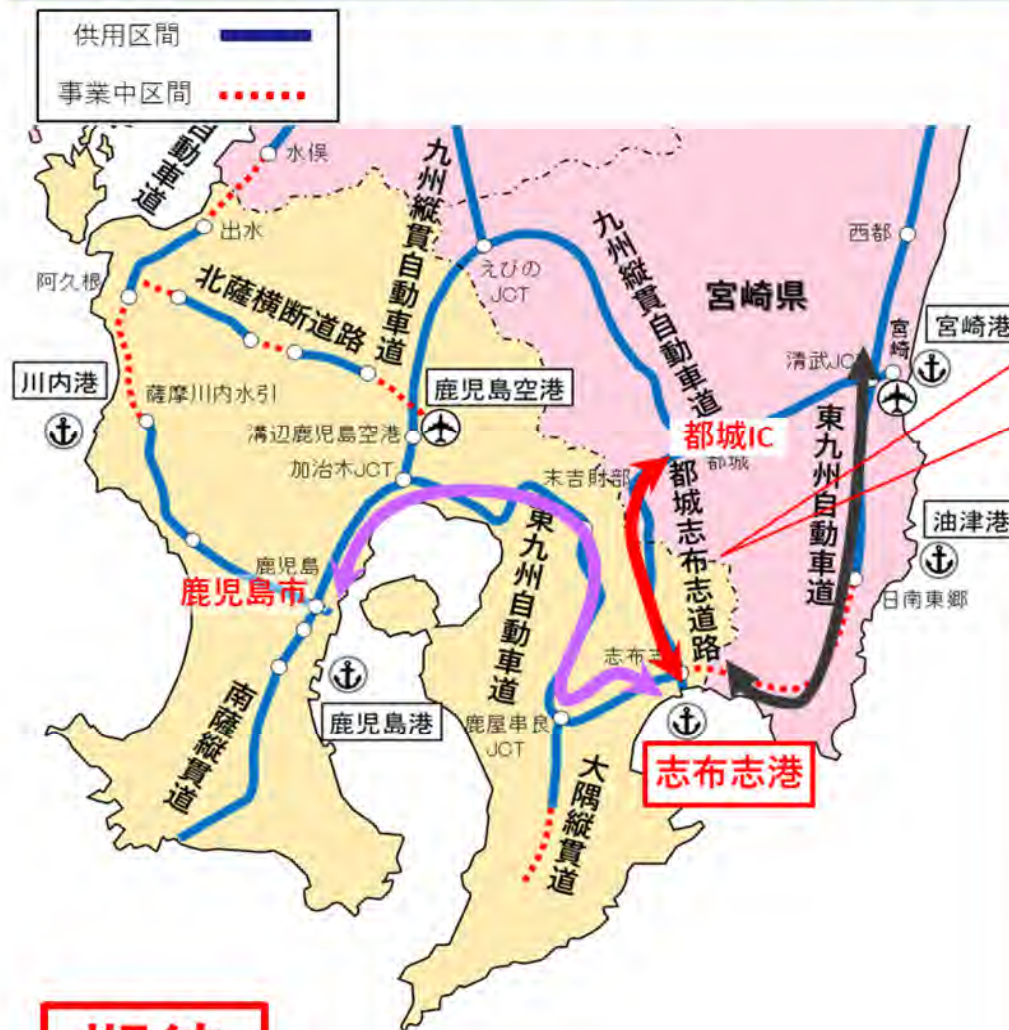 供用区間
事業中区間
自動車道
水俣
出水
阿久根
北薩横断道路
九州縦貫自動車道
えびの
JCT
九州縦貫自動車道
宮崎県
西都
宮崎
宮崎港
清武JC
川内港
薩摩川内水引
鹿児島空港
溝辺鹿児島空港
加治木JCT
末吉財部
都城IC
都城
都城志布志道路
東九州自動車道
油津港
日南東郷
鹿児島
鹿児島市
東九州自動車道
志布志
鹿児島港
鹿屋串良
JCT
志布志港
南薩縦貫道
大隅縦貫道